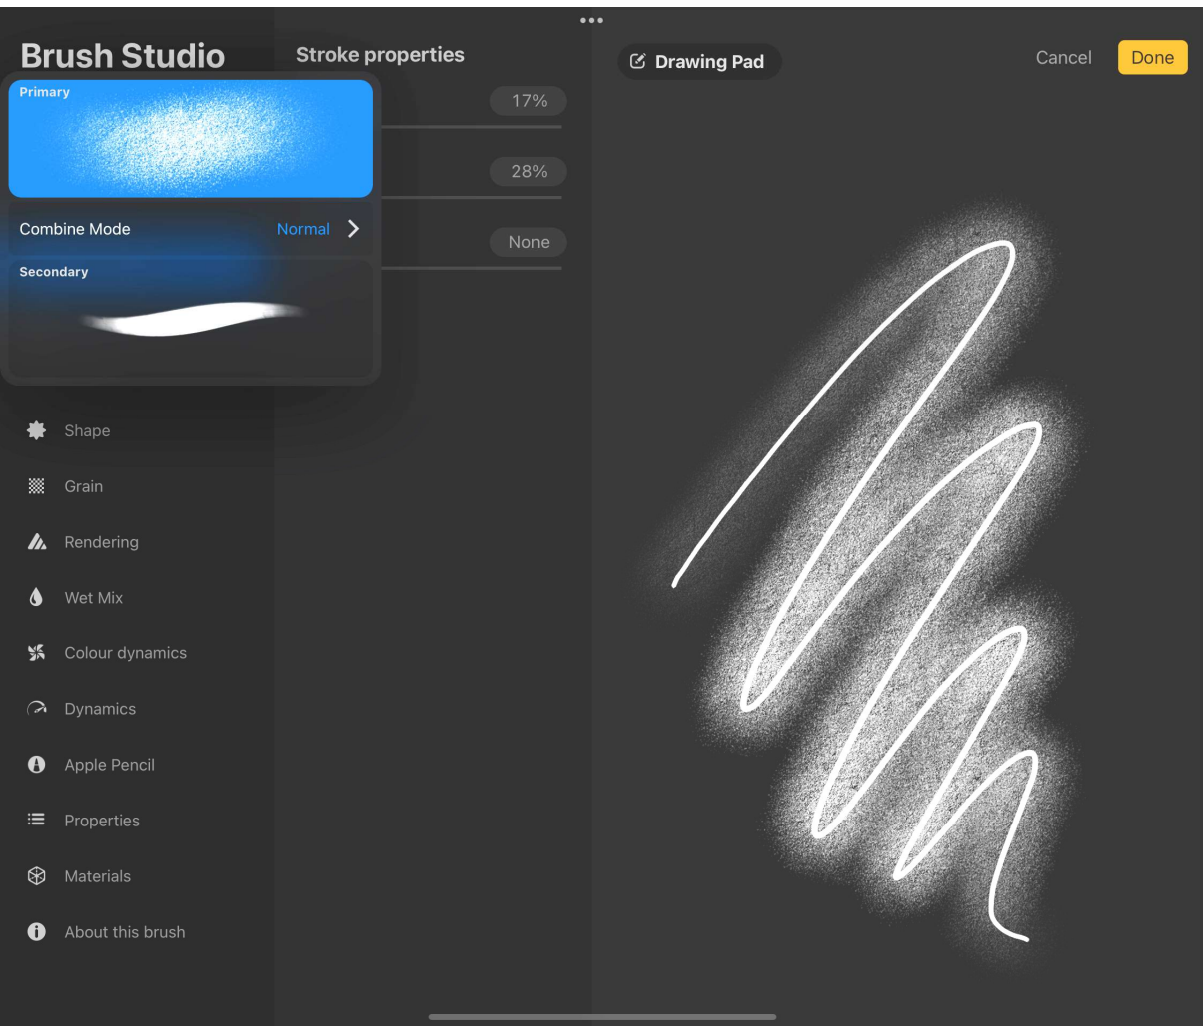 Brush Studio
Primary
Combine Mode
Normal
Secondary
Shape
Grain
Rendering
Wet Mix
Colour dynamics
Dynamics
Apple Pencil
Properties
Materials
About this brush
Stroke properties
17%
28%
None
Drawing Pad
Cancel
Done